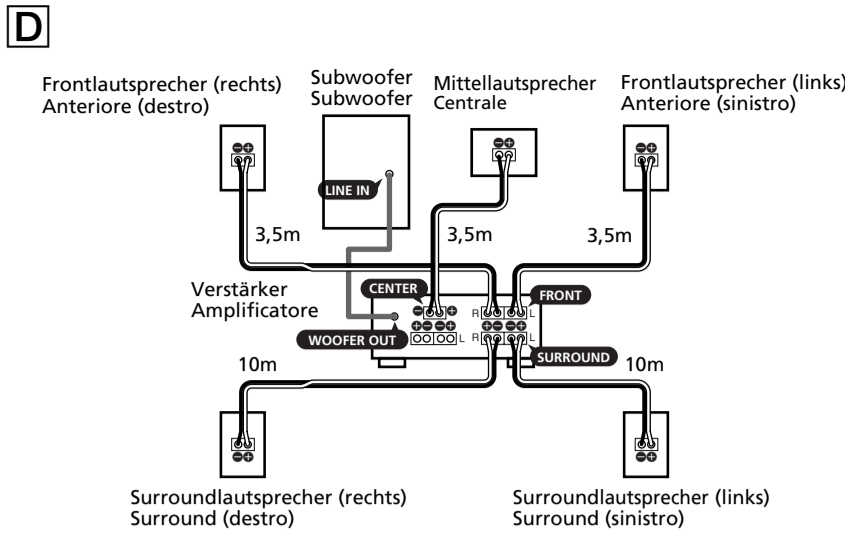 D
Frontlautsprecher (rechts)
Anteriore (destro)
Subwoofer
Subwoofer
Mittellautsprecher
Centrale
Frontlautsprecher (links)
Anteriore (sinistro)
LINE IN
3,5m
3,5m
3,5m
Verstärker
Amplificatore
CENTER
FRONT
R
L
WOOFER OUT
L
R
L
SURROUND
10m
10m
Surroundlautsprecher (rechts)
Surround (destro)
Surroundlautsprecher (links)
Surround (sinistro)